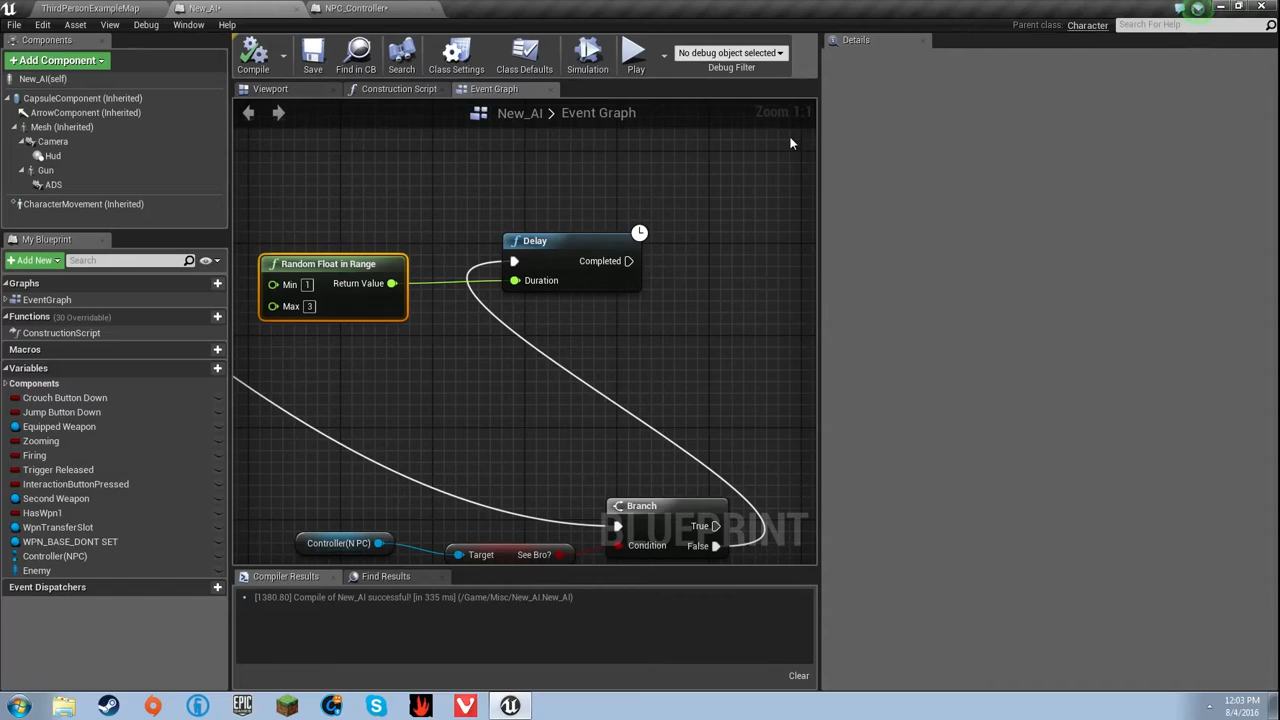 ThirdPersonExampleMap
New_AI*
NPC_Controller*
File Edit Asset View Debug Window Help
Parent class: Character
Search For Help
Components
+Add Component
New_AI(self)
CapsuleComponent (Inherited)
ArrowComponent (Inherited)
Mesh (Inherited)
Camera
Hud
Gun
ADS
CharacterMovement (Inherited)
My Blueprint
+Add New
Search
Graphs
EventGraph
Functions (30 Overridable)
ConstructionScript
Macros
Variables
Components
Crouch Button Down
Jump Button Down
Equipped Weapon
Zooming
Firing
Trigger Released
InteractionButtonPressed
Second Weapon
HasWpn1
WpnTransferSlot
WPN_BASE_DONT SET
Controller(NPC)
Enemy
Event Dispatchers
Compile
Save
Find in CB
Search
Class Settings
Class Defaults
Simulation
Play
No debug object selected
Debug Filter
Viewport
Construction Script
Event Graph
New_AI > Event Graph
Zoom 1:1
Random Float in Range
Min 1
Return Value
Max 3
Delay
Completed
Duration
Branch
True
Condition
False
Controller(N PC)
Target
See Bro?
BLUEPRINT
Compiler Results
Find Results
[1380.80] Compile of New_AI successful! [in 335 ms] (/Game/Misc/New_AI.New_AI)
Clear
Details
EPIC
12:03 PM
8/4/2016